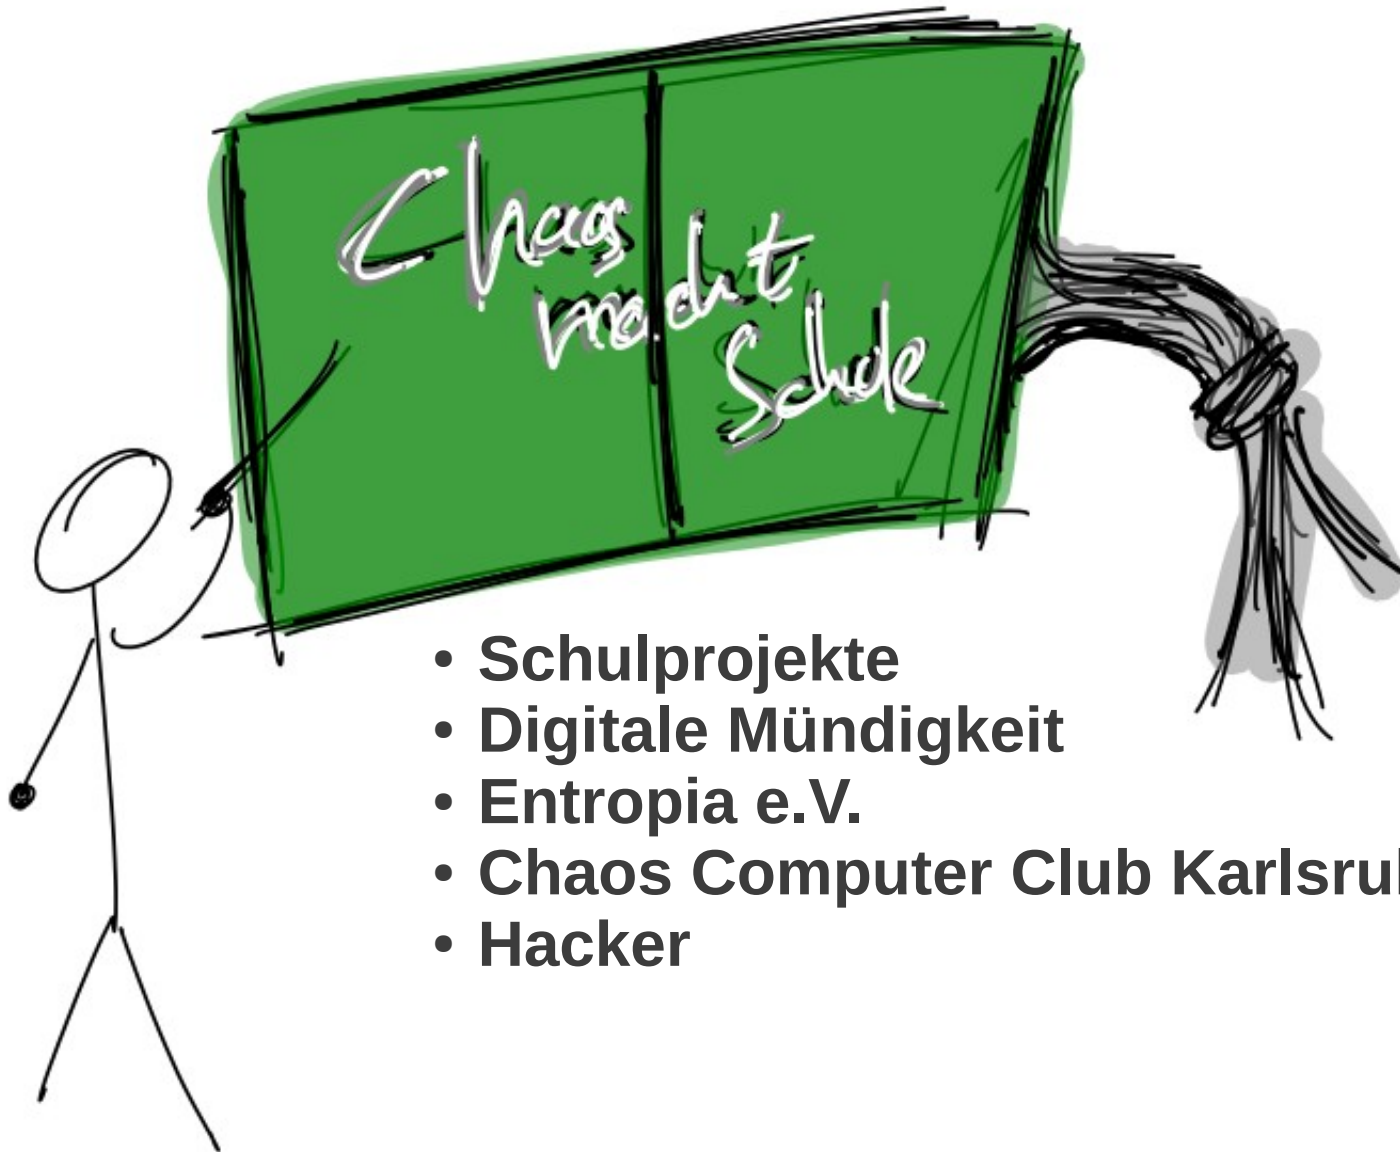 Chaos
macht
Schule
• Schulprojekte
• Digitale Mündigkeit
• Entropia e.V.
• Chaos Computer Club Karlsru
• Hacker